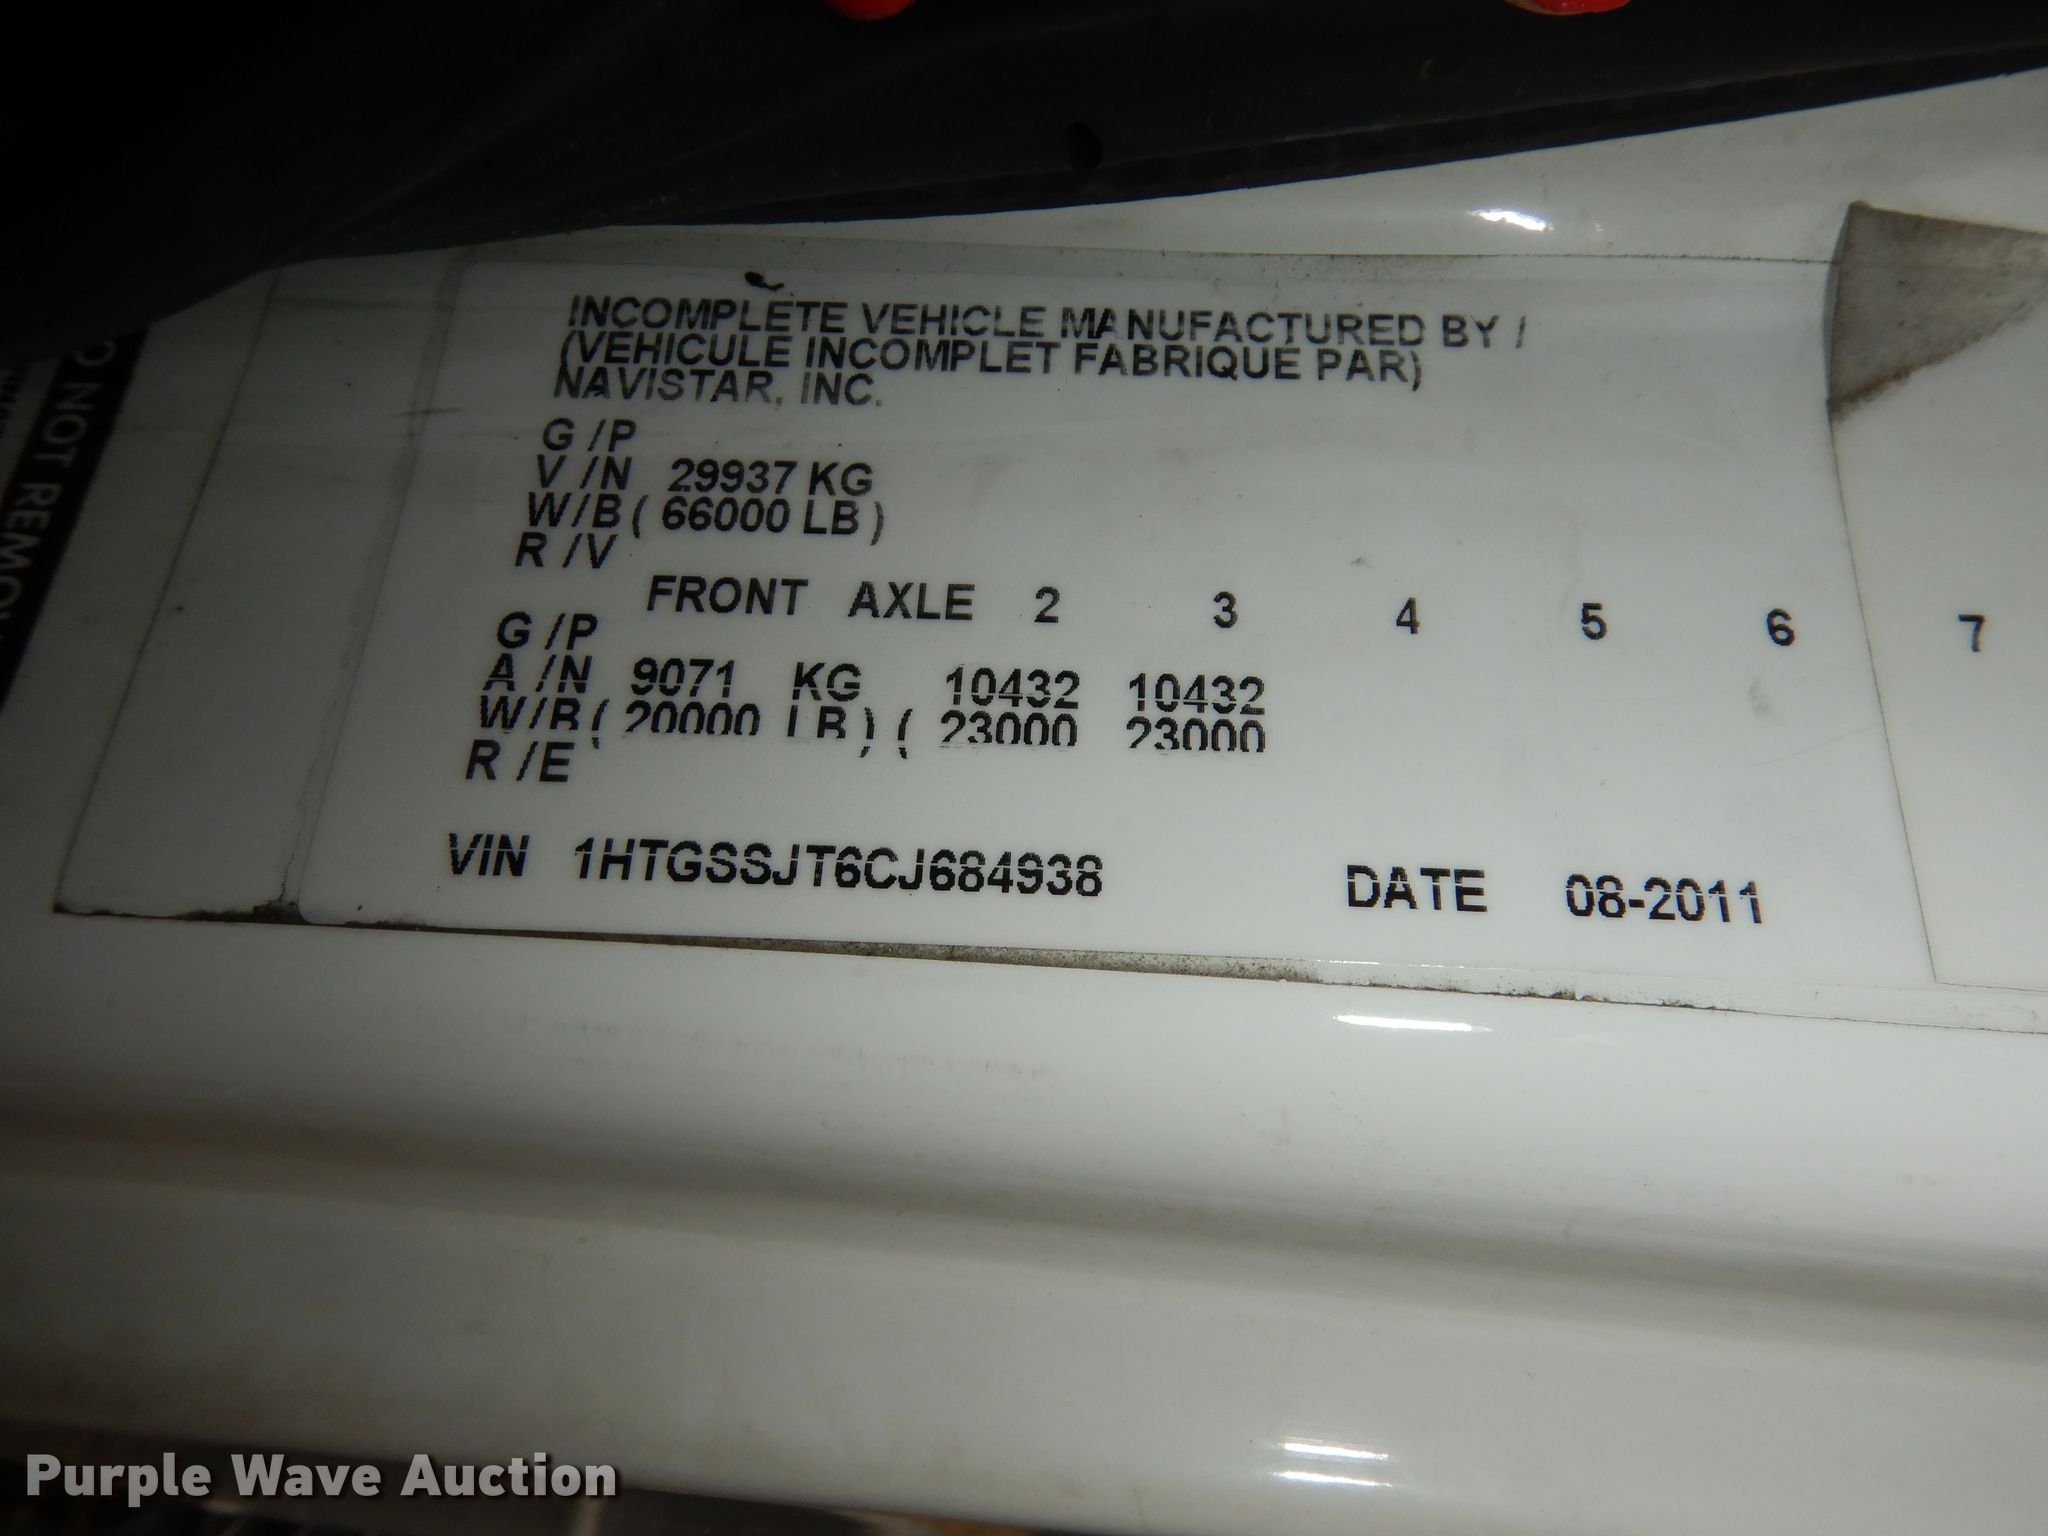 INCOMPLETE VEHICLE MANUFACTURED BY /
(VEHICULE INCOMPLET FABRIQUE PAR)
NAVISTAR, INC.
G /P
V /N 29937 KG
W/B ( 66000 LB )
R /V
FRONT AXLE 2 3 4 5 6 7
G /P
A /N 9071 KG 10432 10432
W/B ( 20000 LB ) ( 23000 23000
R /E
VIN 1HTGSSJT6CJ684938 DATE 08-2011
NOT REMOV
Purple Wave Auction